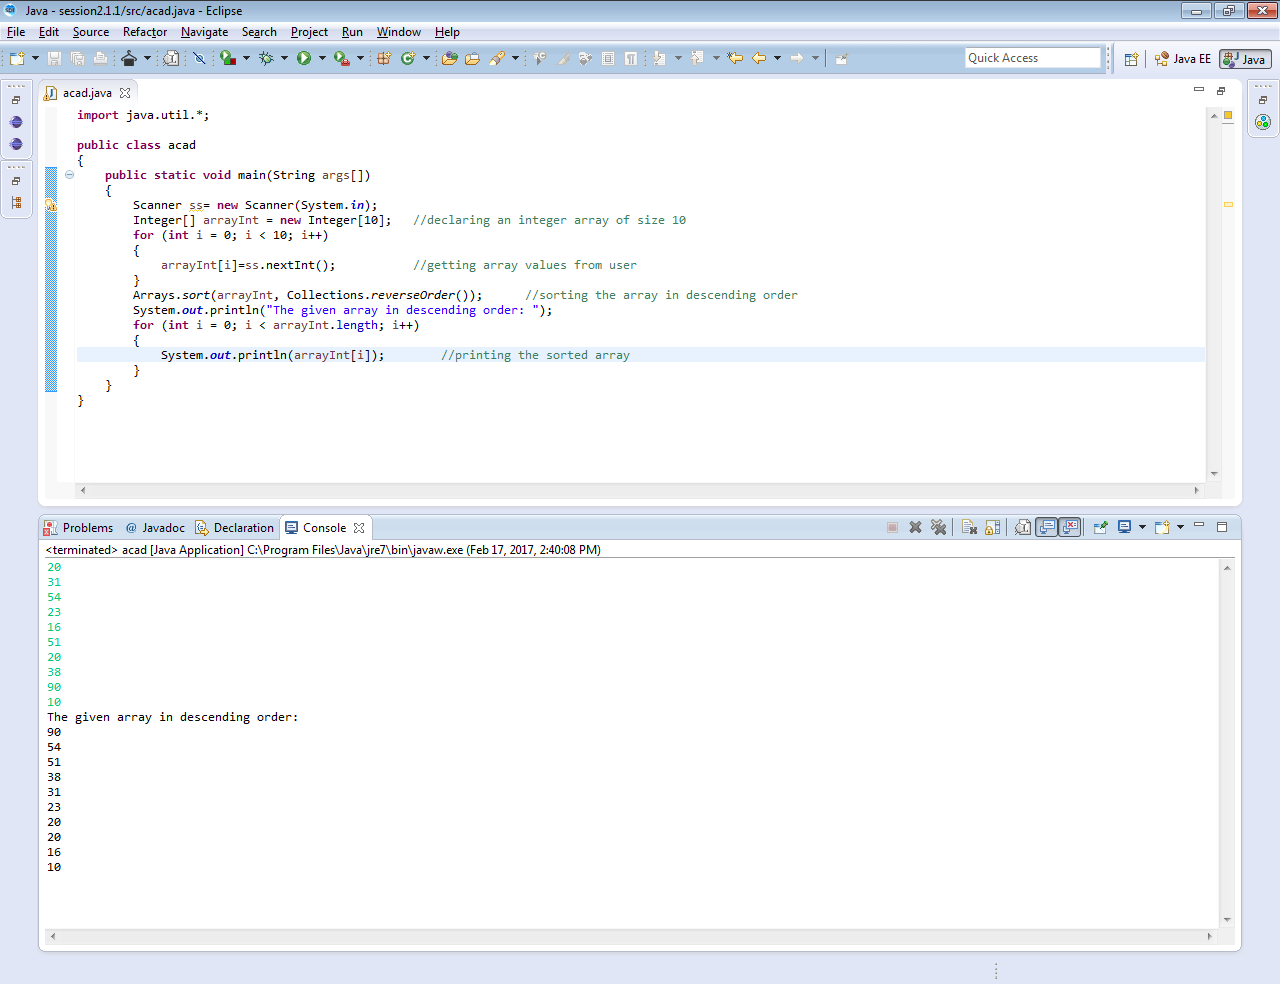 Java - session2.1.1/src/acad.java - Eclipse
File Edit Source Refactor Navigate Search Project Run Window Help
Quick Access
Java EE
Java
acad.java
import java.util.*;
public class acad
{
public static void main(String args[])
{
Scanner ss= new Scanner(System.in);
Integer[] arrayInt = new Integer[10]; //declaring an integer array of size 10
for (int i = 0; i < 10; i++)
{
arrayInt[i]=ss.nextInt(); //getting array values from user
}
Arrays.sort(arrayInt, Collections.reverseOrder()); //sorting the array in descending order
System.out.println("The given array in descending order: ");
for (int i = 0; i < arrayInt.length; i++)
{
System.out.println(arrayInt[i]); //printing the sorted array
}
}
}
Problems @ Javadoc Declaration Console
<terminated> acad [Java Application] C:\Program Files\Java\jre7\bin\javaw.exe (Feb 17, 2017, 2:40:08 PM)
20
31
54
23
16
51
20
38
90
10
The given array in descending order:
90
54
51
38
31
23
20
20
16
10